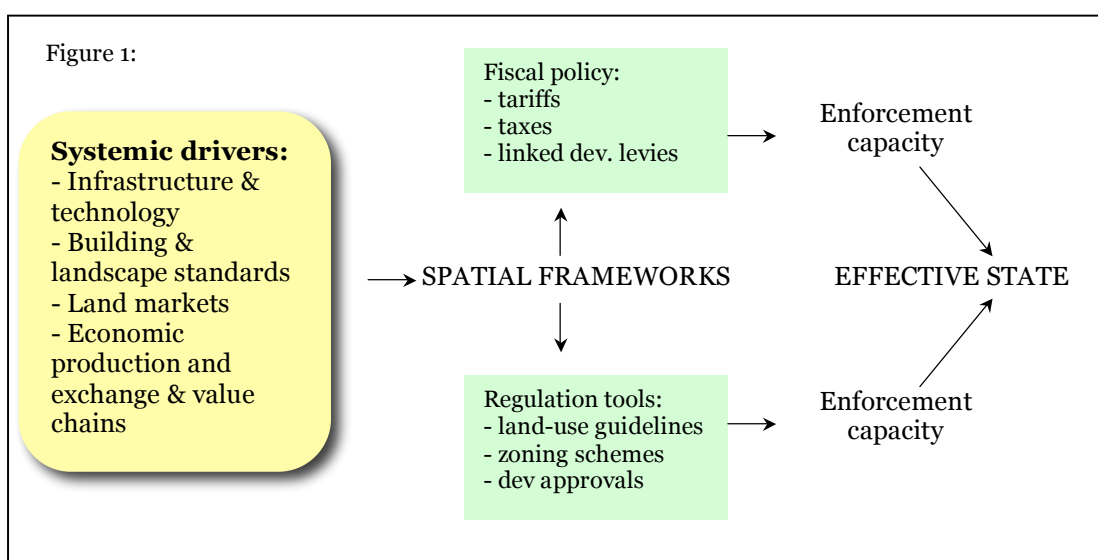 Figure 1:
Systemic drivers:
- Infrastructure &
technology
- Building &
landscape standards
- Land markets
- Economic
production and
exchange & value
chains
SPATIAL FRAMEWORKS
Fiscal policy:
- tariffs
- taxes
- linked dev. levies
Enforcement
capacity
Regulation tools:
- land-use guidelines
- zoning schemes
- dev approvals
Enforcement
capacity
EFFECTIVE STATE